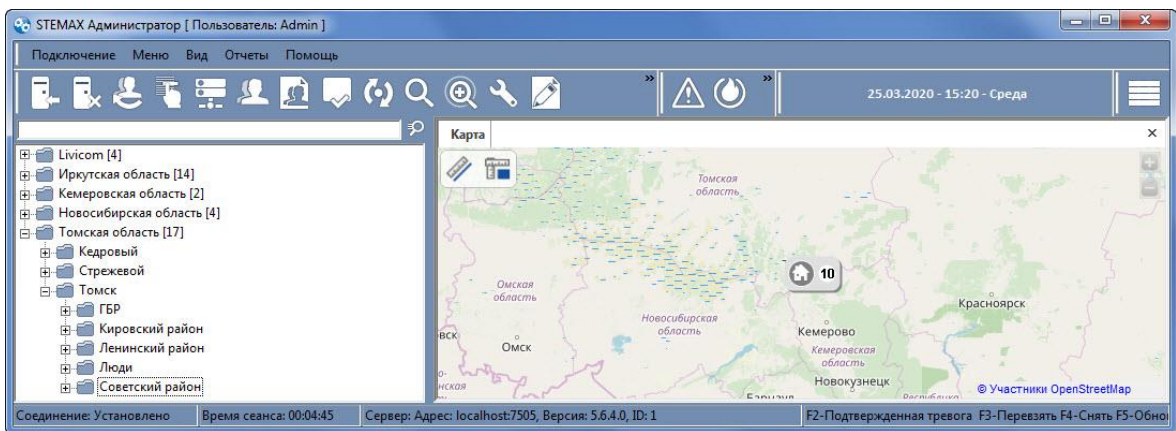 STEMAX Администратор [ Пользователь: Admin ]
Подключение Меню Вид Отчеты Помощь
25.03.2020 - 15:20 - Среда
Livicom [4]
Иркутская область [14]
Кемеровская область [2]
Новосибирская область [4]
Томская область [17]
Кедровый
Стрежевой
Томск
ГБР
Кировский район
Ленинский район
Люди
Советский район
Карта
Томская
область
10
Омская
область
Красноярск
Новосибирская
область
Кемерово
Омск
Кемеровская
область
Новокузнецк
© Участники OpenStreetMap
Соединение: Установлено Время сеанса: 00:04:45 Сервер: Адрес: localhost:7505, Версия: 5.6.4.0, ID: 1 F2-Подтвержденная тревога F3-Перевзять F4-Снять